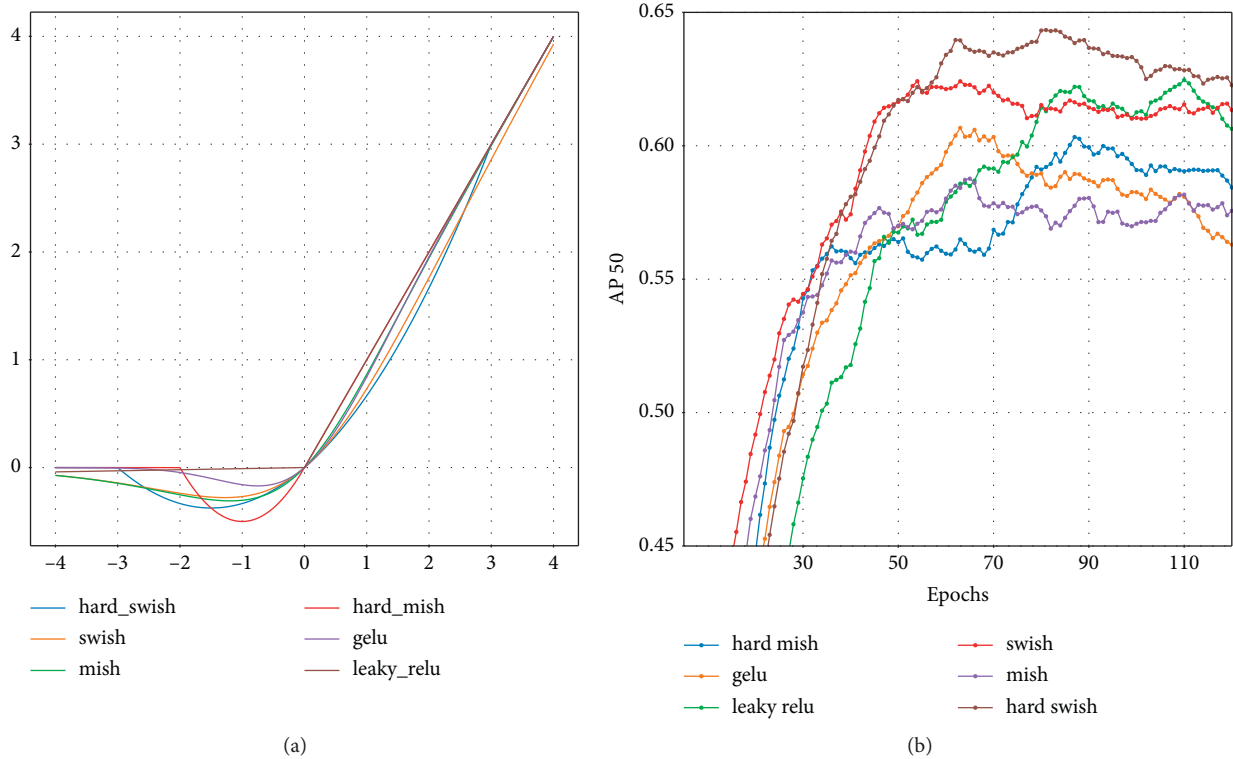 4
3
2
1
0
−4 −3 −2 −1 0 1 2 3 4
hard_swish
swish
mish
hard_mish
gelu
leaky_relu
(a)
0.65
0.60
0.55
0.50
0.45
AP 50
30 50 70 90 110
Epochs
hard mish
gelu
leaky relu
swish
mish
hard swish
(b)